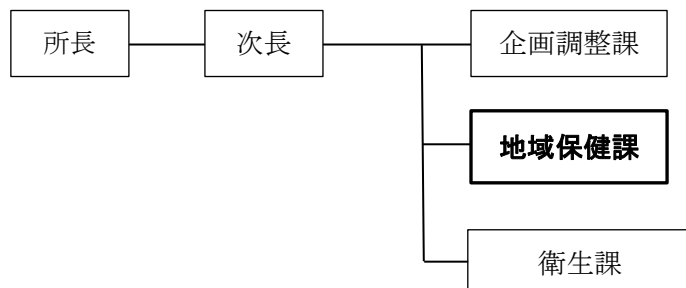 所長
次長
企画調整課
地域保健課
衛生課